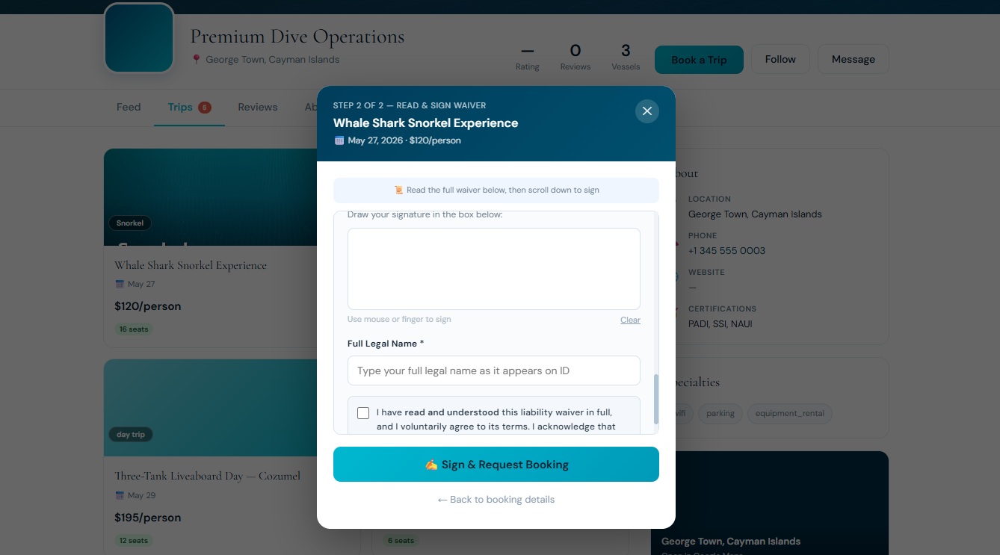 Premium Dive Operations
📍 George Town, Cayman Islands
—
Rating
0
Reviews
3
Vessels
Book a Trip
Follow
Message
Feed
Trips 5
Reviews
Ab
STEP 2 OF 2 — READ & SIGN WAIVER
Whale Shark Snorkel Experience
📅 May 27, 2026 · $120/person
📜 Read the full waiver below, then scroll down to sign
Draw your signature in the box below:
Use mouse or finger to sign
Clear
Full Legal Name *
Type your full legal name as it appears on ID
I have read and understood this liability waiver in full,
and I voluntarily agree to its terms. I acknowledge that
✍️ Sign & Request Booking
← Back to booking details
Snorkel
Whale Shark Snorkel Experience
📅 May 27
$120/person
16 seats
day trip
Three-Tank Liveaboard Day — Cozumel
📅 May 29
$195/person
12 seats
6 seats
bout
LOCATION
George Town, Cayman Islands
PHONE
+1 345 555 0003
WEBSITE
—
CERTIFICATIONS
PADI, SSI, NAUI
pecialties
wifi
parking
equipment_rental
George Town, Cayman Islands